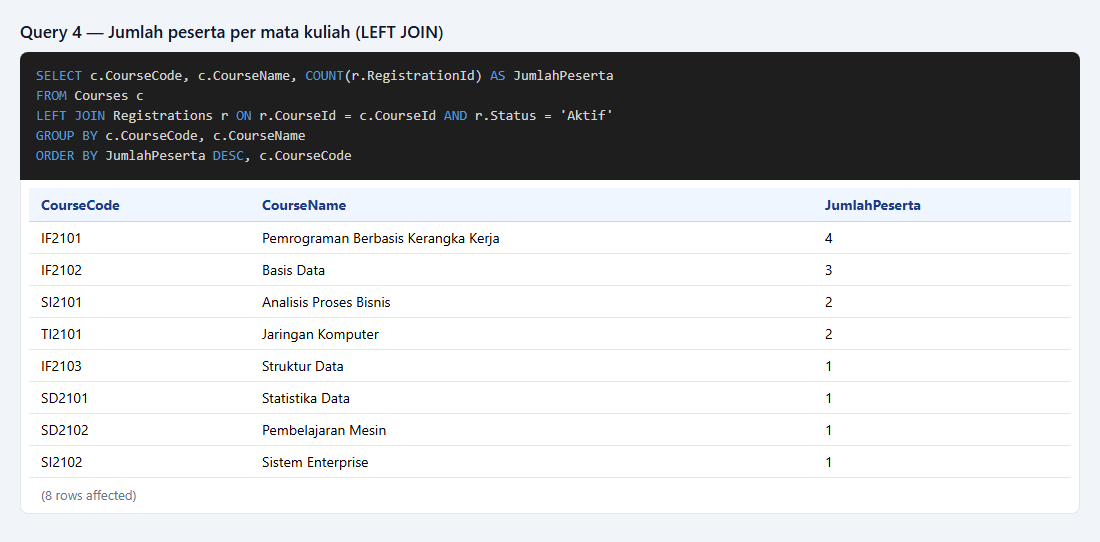 Query 4 — Jumlah peserta per mata kuliah (LEFT JOIN)
SELECT c.CourseCode, c.CourseName, COUNT(r.RegistrationId) AS JumlahPeserta
FROM Courses c
LEFT JOIN Registrations r ON r.CourseId = c.CourseId AND r.Status = 'Aktif'
GROUP BY c.CourseCode, c.CourseName
ORDER BY JumlahPeserta DESC, c.CourseCode
CourseCode CourseName JumlahPeserta
IF2101 Pemrograman Berbasis Kerangka Kerja 4
IF2102 Basis Data 3
SI2101 Analisis Proses Bisnis 2
TI2101 Jaringan Komputer 2
IF2103 Struktur Data 1
SD2101 Statistika Data 1
SD2102 Pembelajaran Mesin 1
SI2102 Sistem Enterprise 1
(8 rows affected)